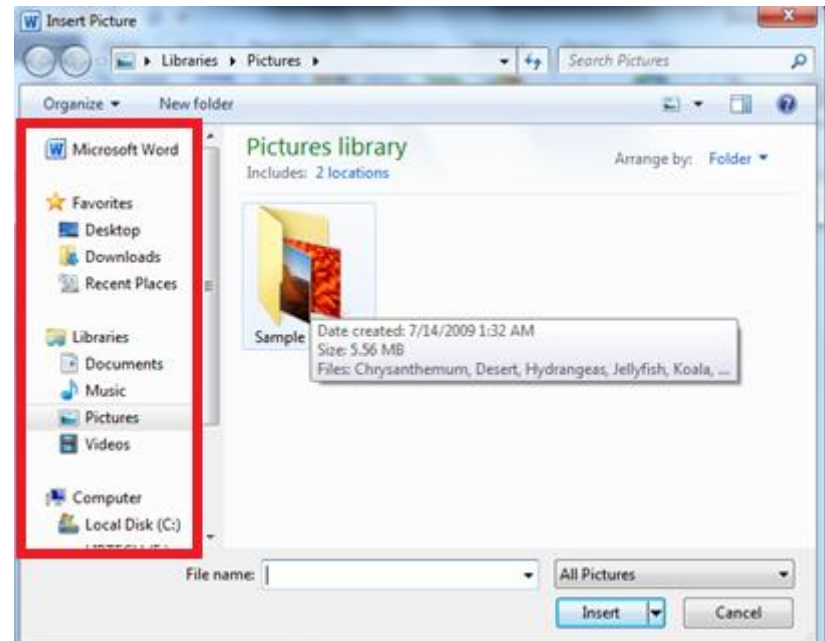 Insert Picture
Libraries Pictures
Search Pictures
Organize New folder
Microsoft Word
Favorites
Desktop
Downloads
Recent Places
Libraries
Documents
Music
Pictures
Videos
Computer
Local Disk (C:)
Pictures library
Includes: 2 locations
Arrange by: Folder
Sample
Date created: 7/14/2009 1:32 AM
Size: 5.56 MB
Files: Chrysanthemum, Desert, Hydrangeas, Jellyfish, Koala, ...
File name:
All Pictures
Insert
Cancel